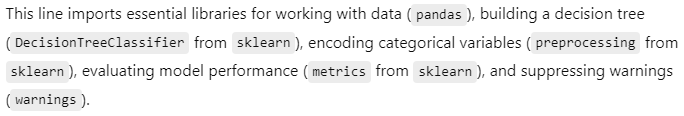 This line imports essential libraries for working with data ( pandas ), building a decision tree
( DecisionTreeClassifier from sklearn ), encoding categorical variables ( preprocessing from
sklearn ), evaluating model performance ( metrics from sklearn ), and suppressing warnings
( warnings ).